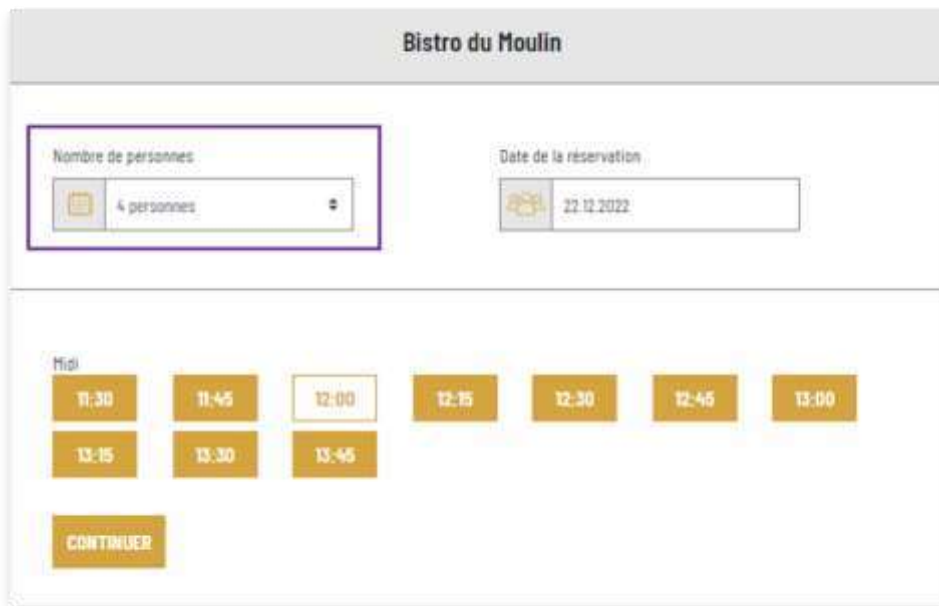 Bistro du Moulin
Nombre de personnes
4 personnes
Date de la réservation
22.12.2022
Midi
11:30 11:45 12:00 12:15 12:30 12:45 13:00
13:15 13:30 13:45
CONTINUER